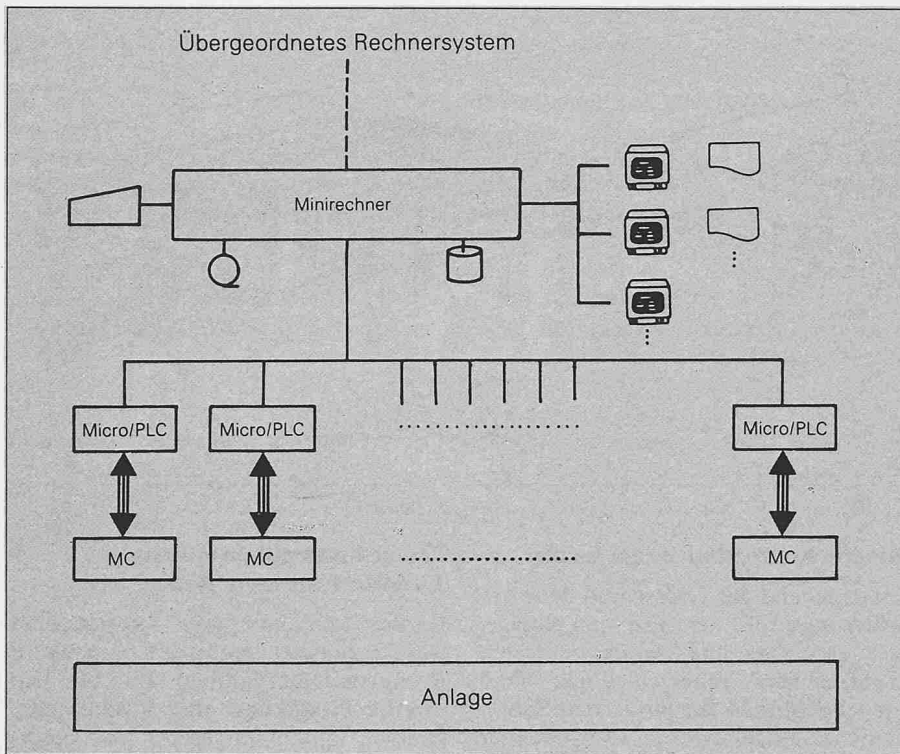 Übergeordnetes Rechnersystem
Minirechner
Micro/PLC Micro/PLC Micro/PLC
MC MC MC
Anlage